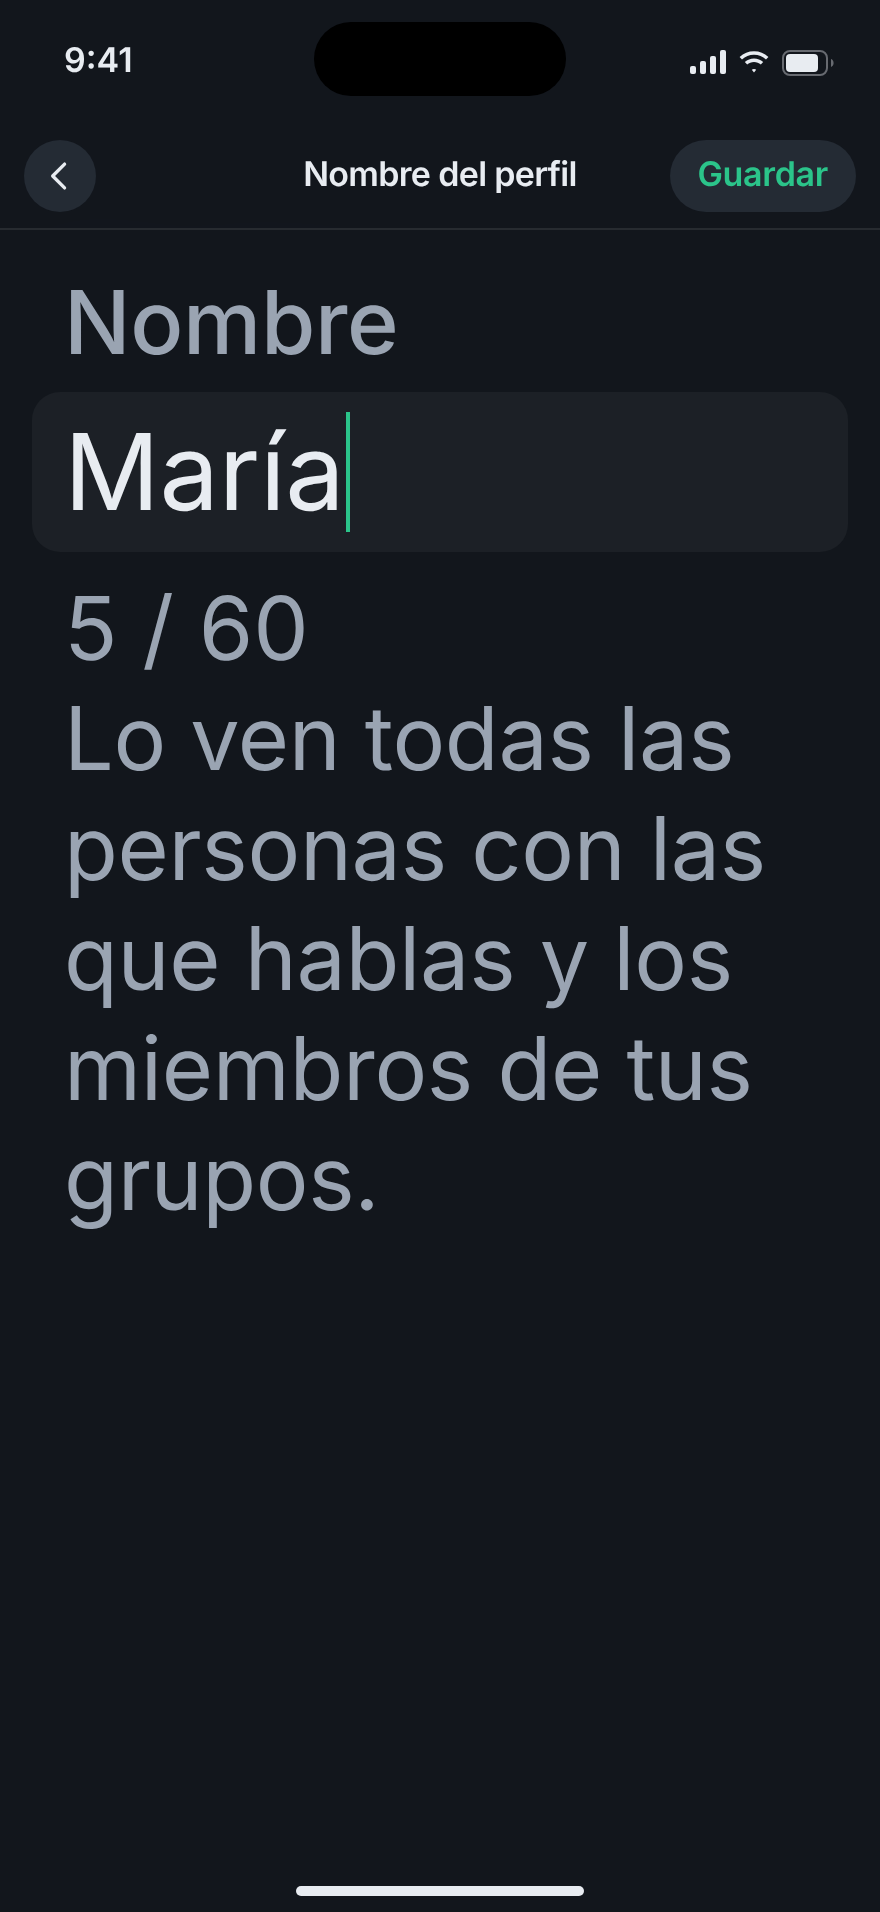 9:41
Nombre del perfil
Guardar
Nombre
María
5 / 60
Lo ven todas las
personas con las
que hablas y los
miembros de tus
grupos.